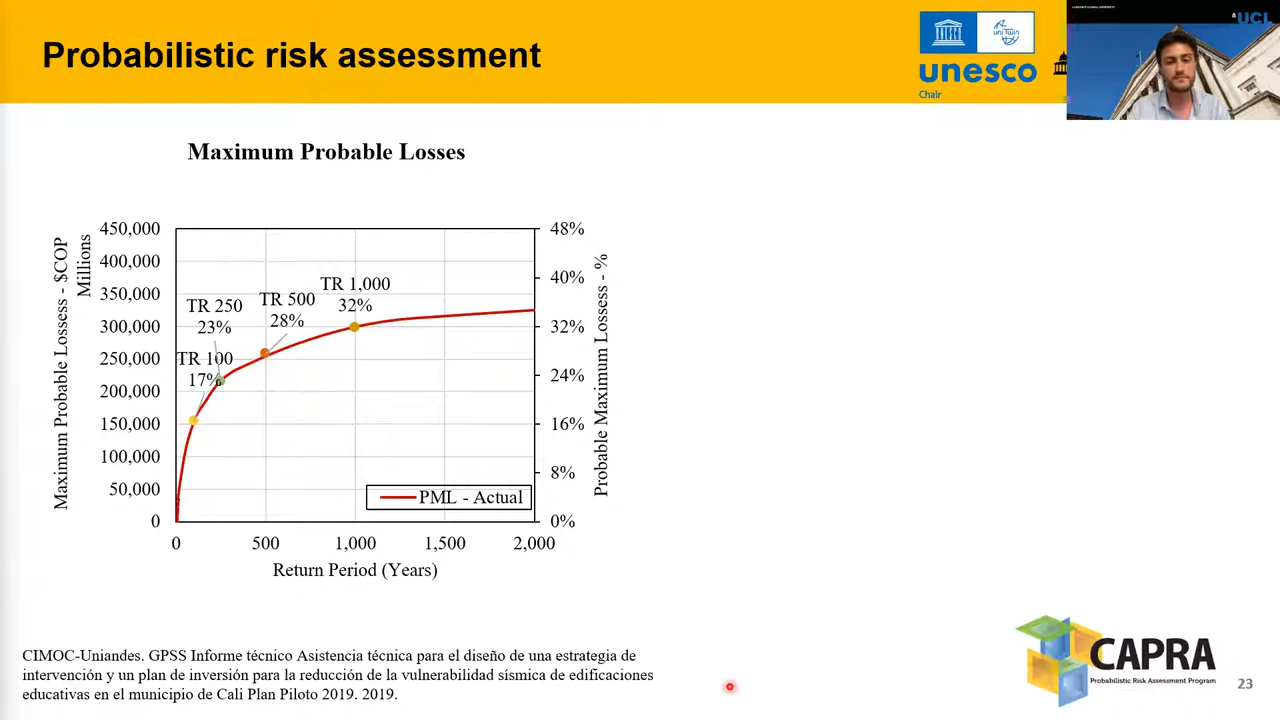 Probabilistic risk assessment
uni twin
unesco
Chair
UCL
Maximum Probable Losses
Maximum Probable Lossess - $COP
Millions
450,000
400,000
350,000
300,000
250,000
200,000
150,000
100,000
50,000
0
TR 100
17%
TR 250
23%
TR 500
28%
TR 1,000
32%
PML - Actual
48%
40%
32%
24%
16%
8%
0%
Probable Maximum Lossess - %
0
500
1,000
1,500
2,000
Return Period (Years)
CIMOC-Uniandes. GPSS Informe técnico Asistencia técnica para el diseño de una estrategia de
intervención y un plan de inversión para la reducción de la vulnerabilidad sísmica de edificaciones
educativas en el municipio de Cali Plan Piloto 2019. 2019.
CAPRA
Probabilistic Risk Assessment Program
23